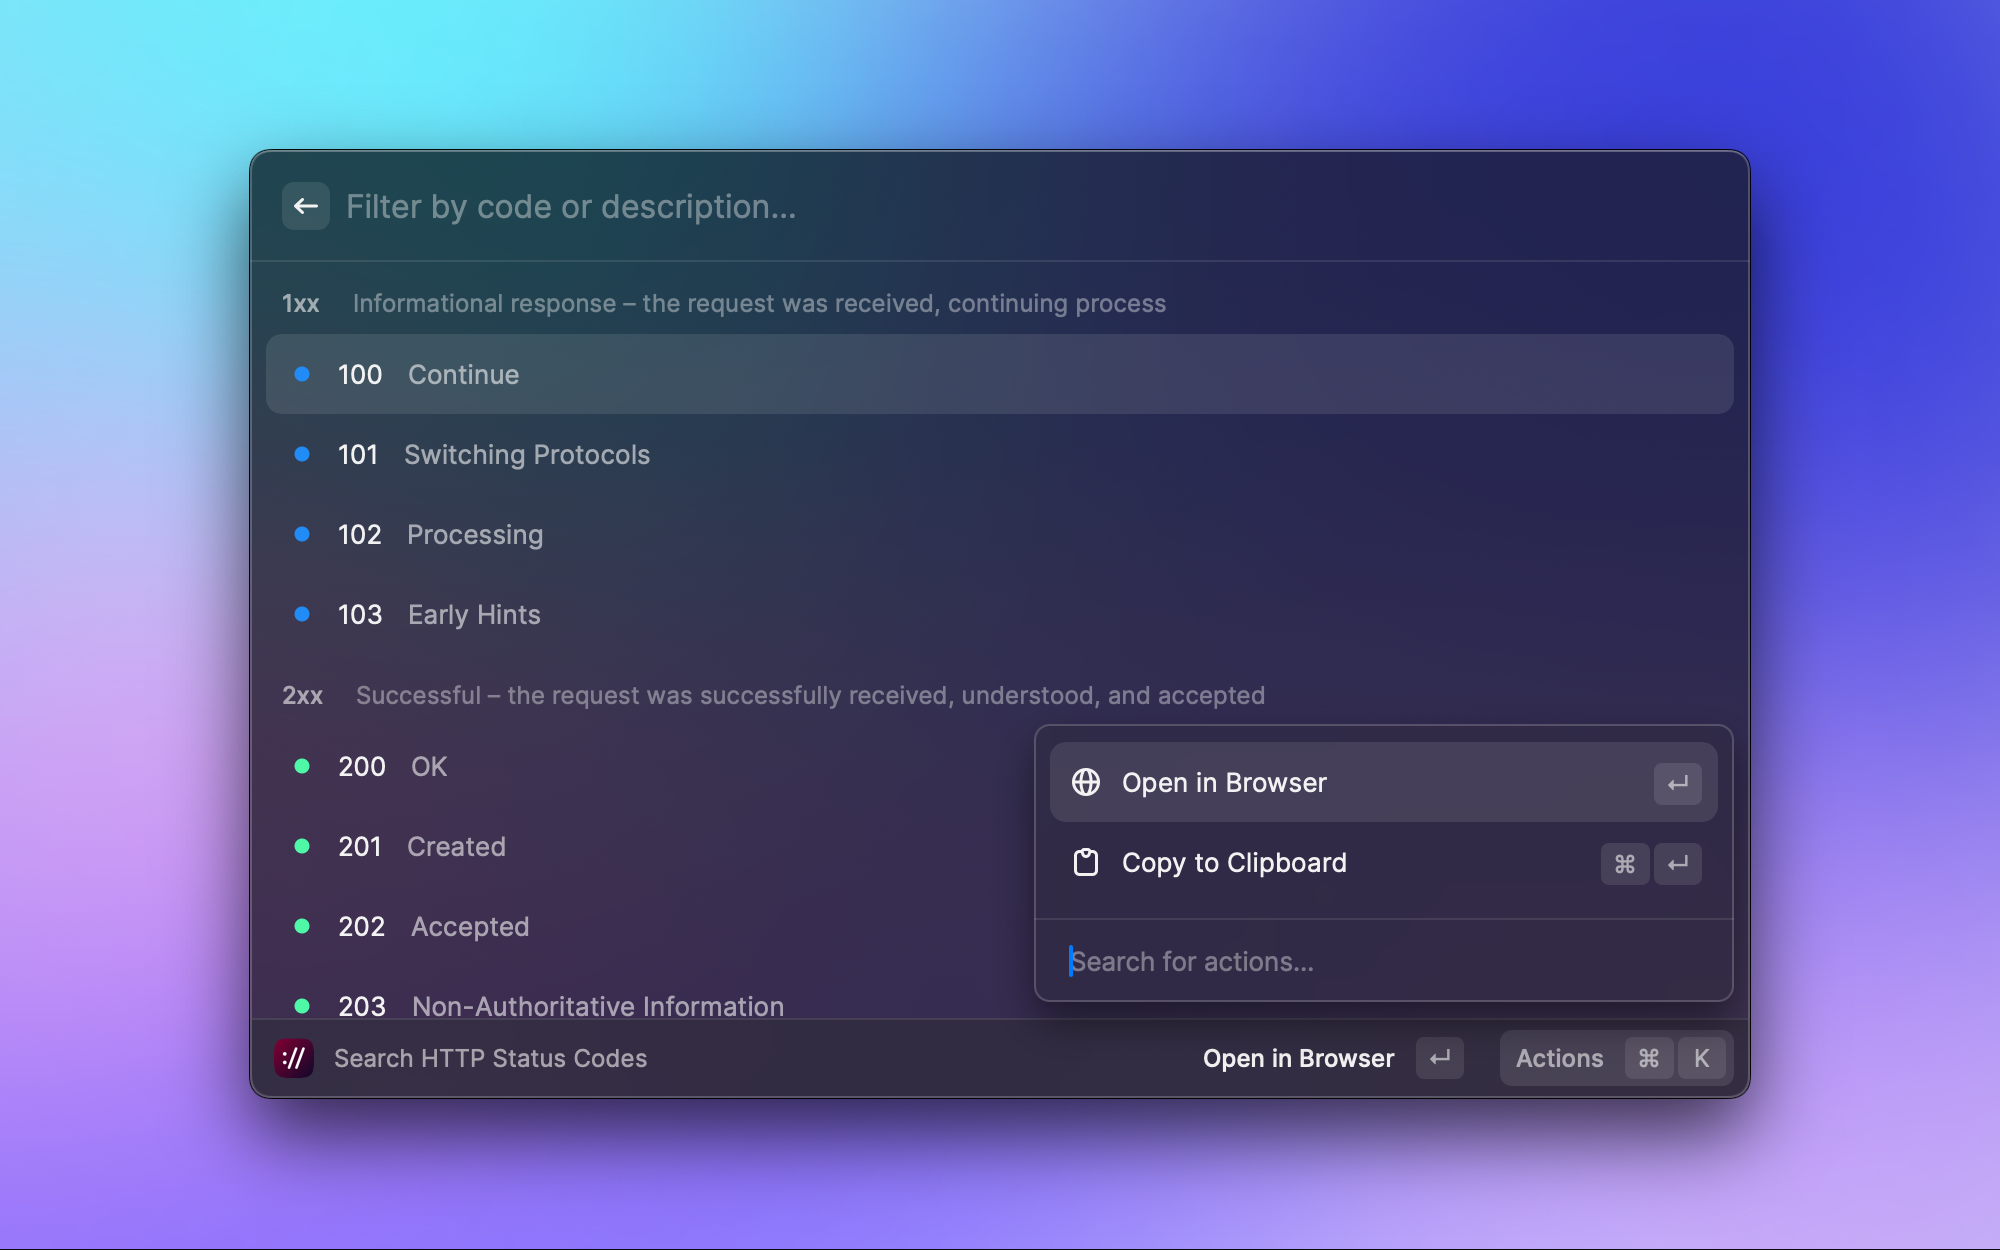 Filter by code or description...
1xx Informational response – the request was received, continuing process
100 Continue
101 Switching Protocols
102 Processing
103 Early Hints
2xx Successful – the request was successfully received, understood, and accepted
200 OK
201 Created
202 Accepted
203 Non-Authoritative Information
Open in Browser ↵
Copy to Clipboard ⌘ ↵
Search for actions...
:// Search HTTP Status Codes
Open in Browser ↵ Actions ⌘ K